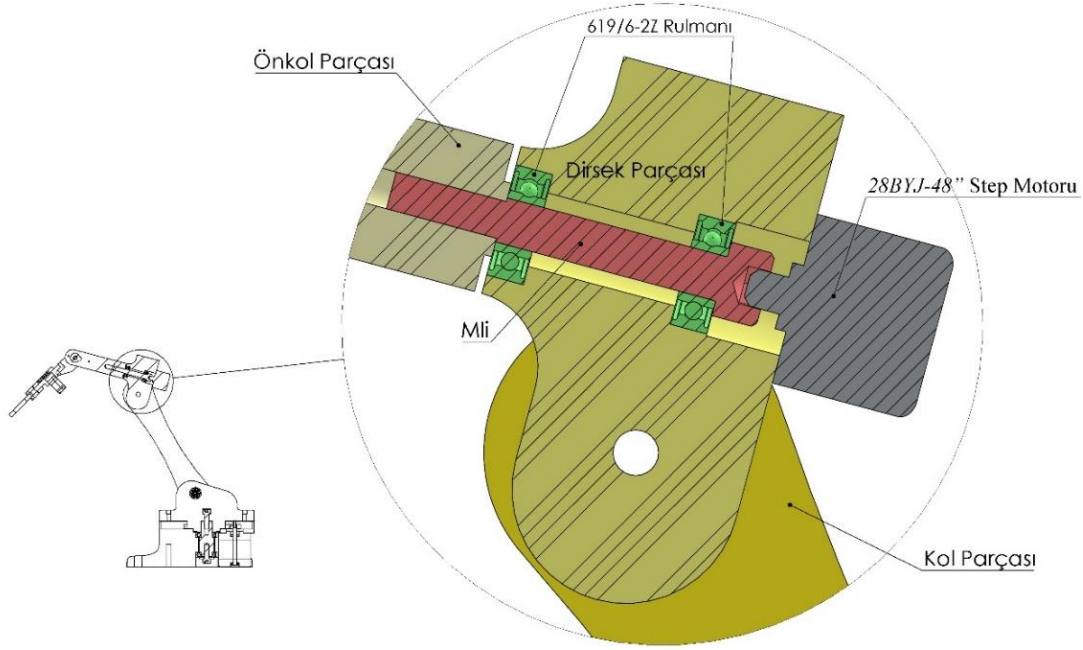 619/6-2Z Rulmanı
Önkol Parçası
Dirsek Parçası
28BYJ-48” Step Motoru
Mli
Kol Parçası